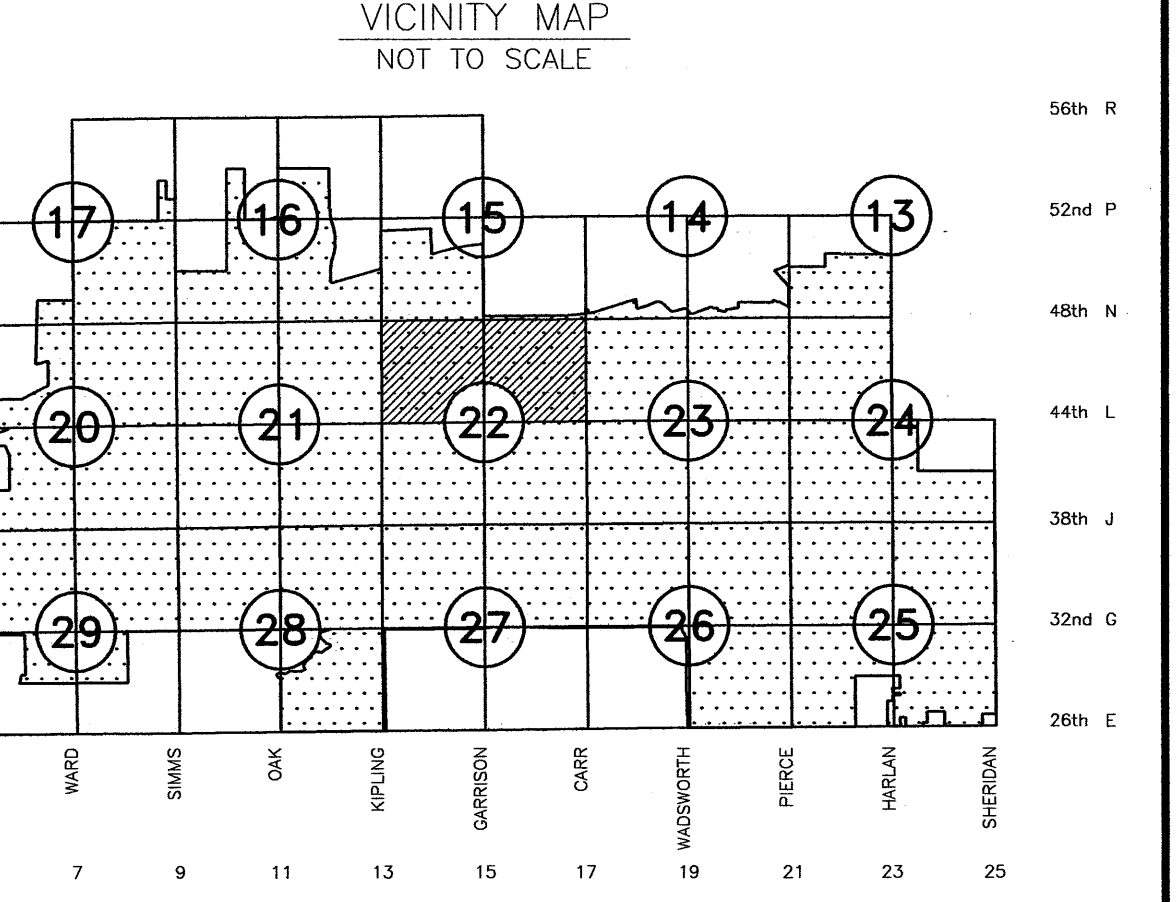 VICINITY MAP
NOT TO SCALE
56th R
17
16
15
14
13
52nd P
48th N
20
21
22
23
24
44th L
38th J
29
28
27
26
25
32nd G
26th E
WARD
SIMMS
OAK
KIPLING
GARRISON
CARR
WADSWORTH
PIERCE
HARLAN
SHERIDAN
7 9 11 13 15 17 19 21 23 25